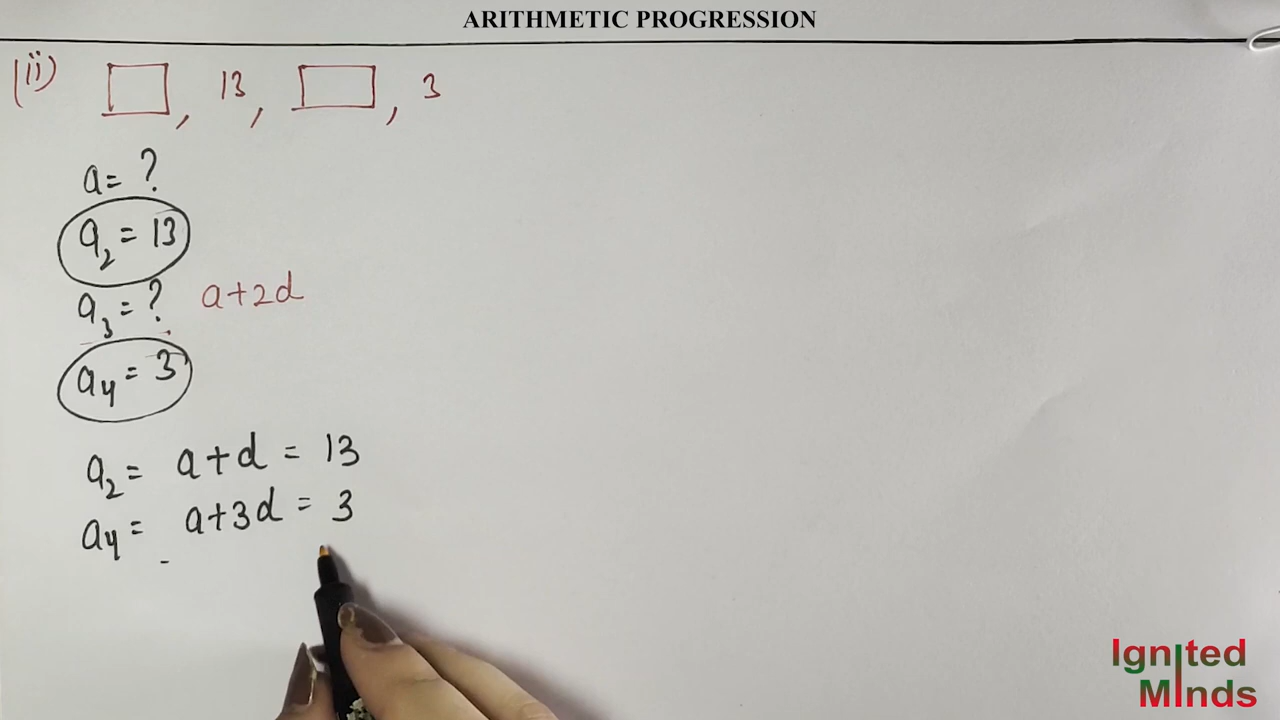 ARITHMETIC PROGRESSION
(ii) □, 13, □, 3
a = ?
a₂ = 13
a₃ = ? a+2d
a₄ = 3
a₂ = a+d = 13
a₄ = a+3d = 3
Ignited
Minds